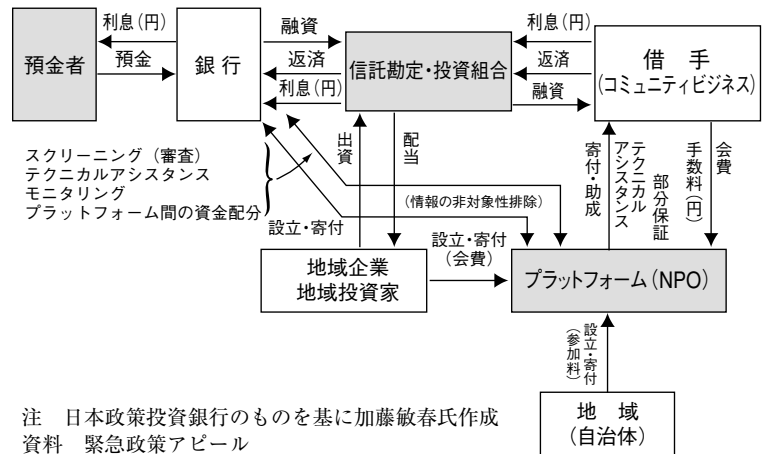 利息（円）
預金
預金者
銀 行
融資
返済
利息（円）
信託勘定・投資組合
利息（円）
返済
融資
借　手
（コミュニティビジネス）
スクリーニング（審査）
テクニカルアシスタンス
モニタリング
プラットフォーム間の資金配分
出資
配当
（情報の非対象性排除）
寄付・助成
テクニカル
アシスタンス
部分保証
手数料（円）
会費
設立・寄付
地域企業
地域投資家
設立・寄付
（会費）
プラットフォーム（NPO）
設立・寄付
（参加料）
地　域
（自治体）
注　日本政策投資銀行のものを基に加藤敏春氏作成
資料　緊急政策アピール